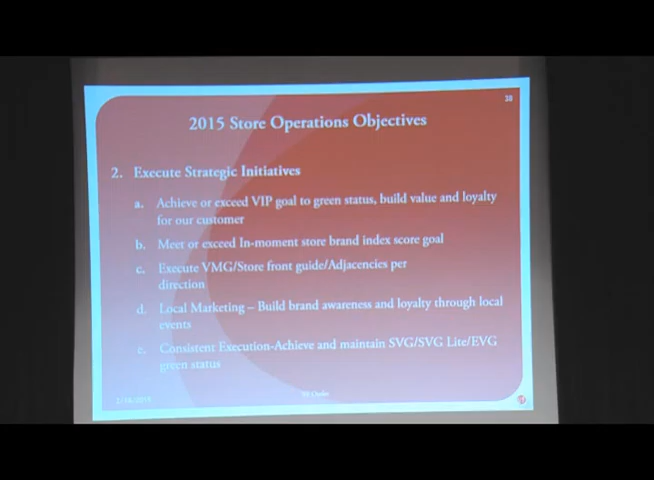 38
2015 Store Operations Objectives
2. Execute Strategic Initiatives
a. Achieve or exceed VIP goal to green status, build value and loyalty
for our customer
b. Meet or exceed In-moment store brand index score goal
c. Execute VMG/Store front guide/Adjacencies per
direction
d. Local Marketing – Build brand awareness and loyalty through local
events
e. Consistent Execution-Achieve and maintain SVG/SVG Lite/EVG
green status